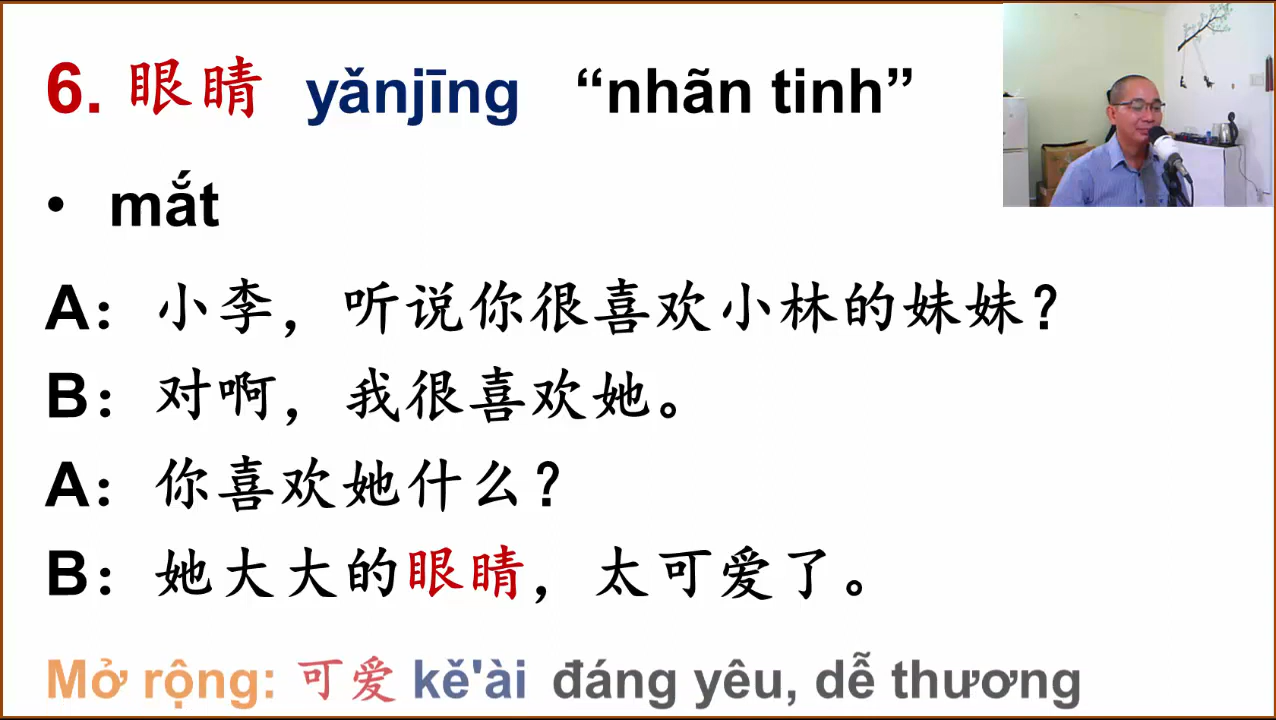 6. 眼睛 yǎnjīng “nhãn tinh”
• mắt
A：小李，听说你很喜欢小林的妹妹？
B：对啊，我很喜欢她。
A：你喜欢她什么？
B：她大大的眼睛，太可爱了。
Mở rộng: 可爱 kě'ài đáng yêu, dễ thương